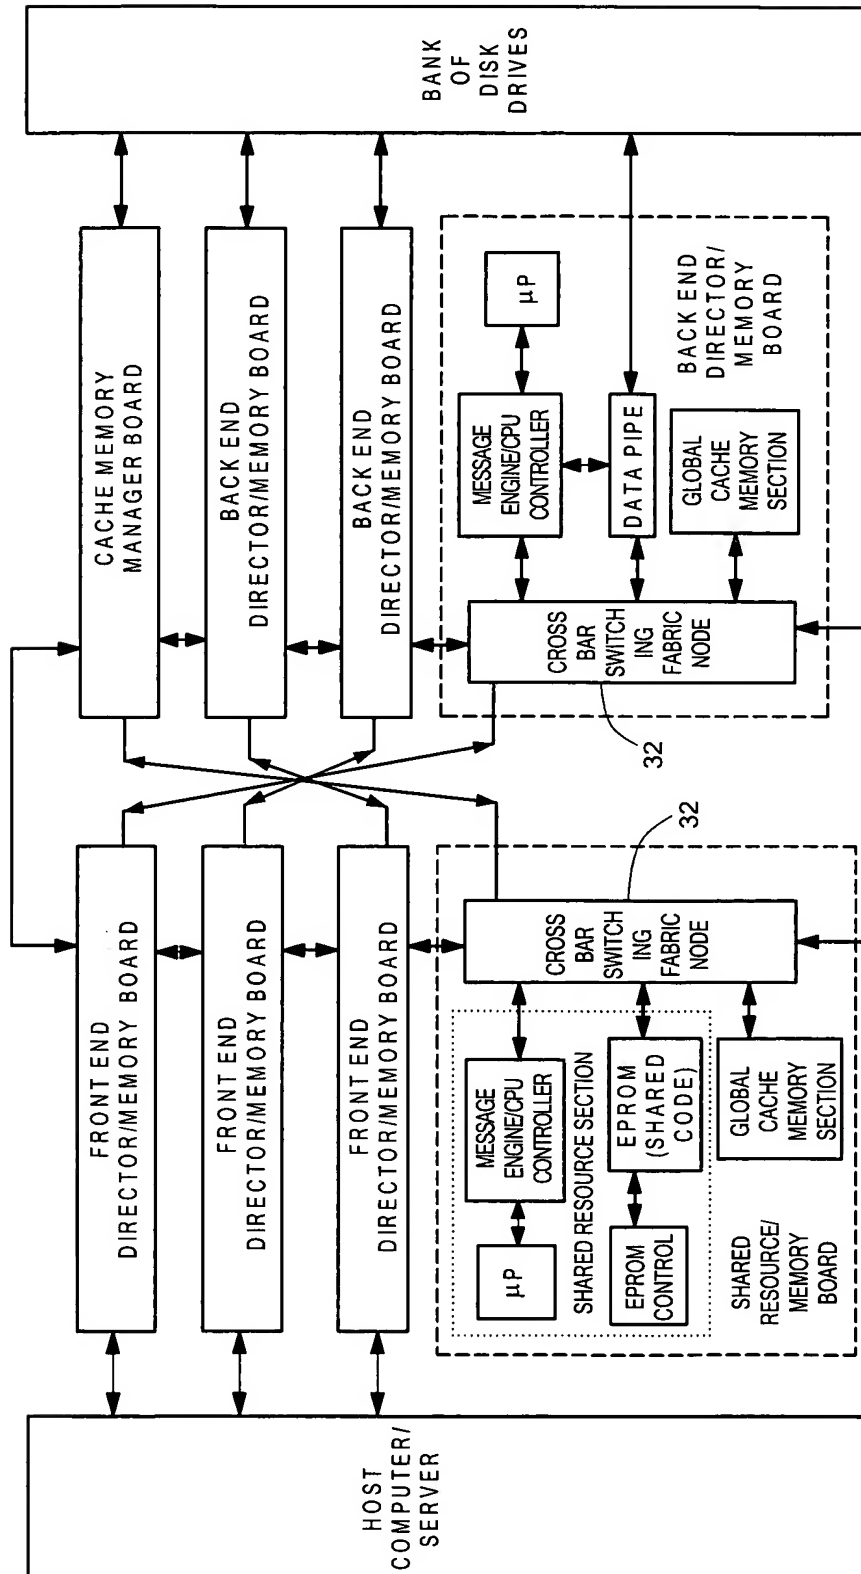 BANK
OF
DISK
DRIVES
CACHE MEMORY
MANAGER BOARD
BACK END
DIRECTOR/MEMORY BOARD
BACK END
DIRECTOR/MEMORY BOARD
µP
MESSAGE
ENGINE/CPU
CONTROLLER
DATA PIPE
GLOBAL
CACHE
MEMORY
SECTION
BACK END
DIRECTOR/
MEMORY
BOARD
CROSS
BAR
SWITCH
ING
FABRIC
NODE
32
FRONT END
DIRECTOR/MEMORY BOARD
FRONT END
DIRECTOR/MEMORY BOARD
FRONT END
DIRECTOR/MEMORY BOARD
32
CROSS
BAR
SWITCH
ING
FABRIC
NODE
MESSAGE
ENGINE/CPU
CONTROLLER
µP
SHARED RESOURCE SECTION
EPROM
(SHARED
CODE)
EPROM
CONTROL
GLOBAL
CACHE
MEMORY
SECTION
SHARED
RESOURCE/
MEMORY
BOARD
HOST
COMPUTER/
SERVER